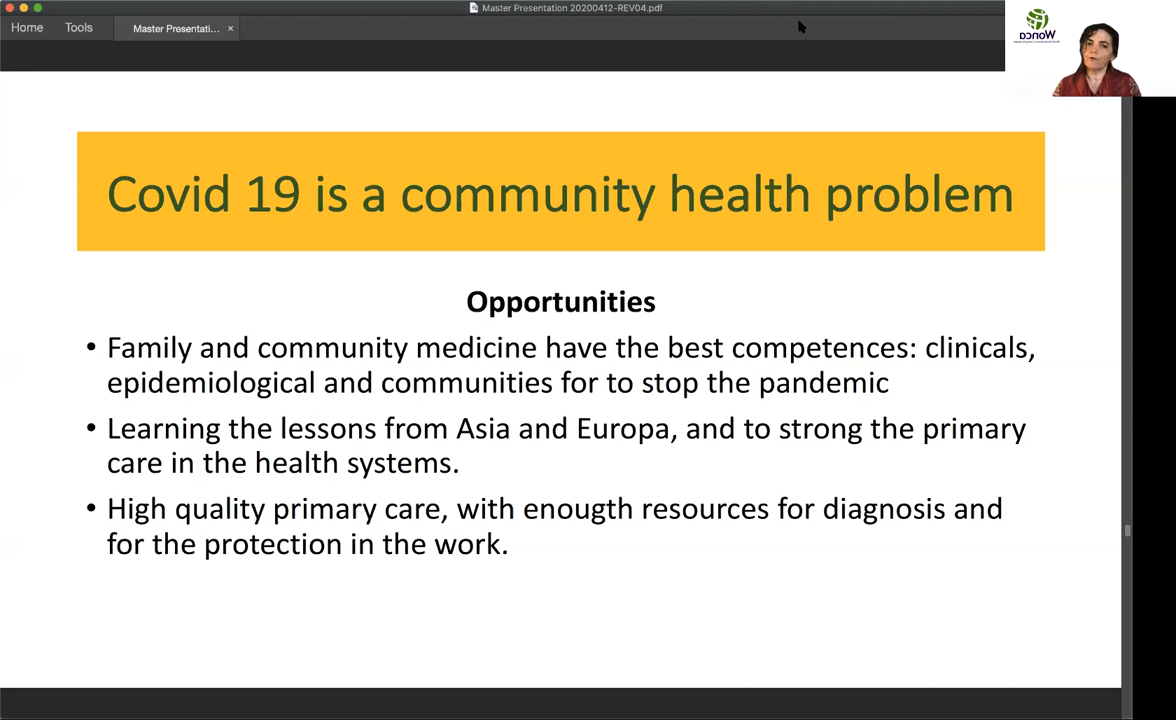 Master Presentation 20200412-REV04.pdf
Home Tools Master Presentati... ×
Wonca
Covid 19 is a community health problem
Opportunities
• Family and community medicine have the best competences: clinicals,
epidemiological and communities for to stop the pandemic
• Learning the lessons from Asia and Europa, and to strong the primary
care in the health systems.
• High quality primary care, with enougth resources for diagnosis and
for the protection in the work.